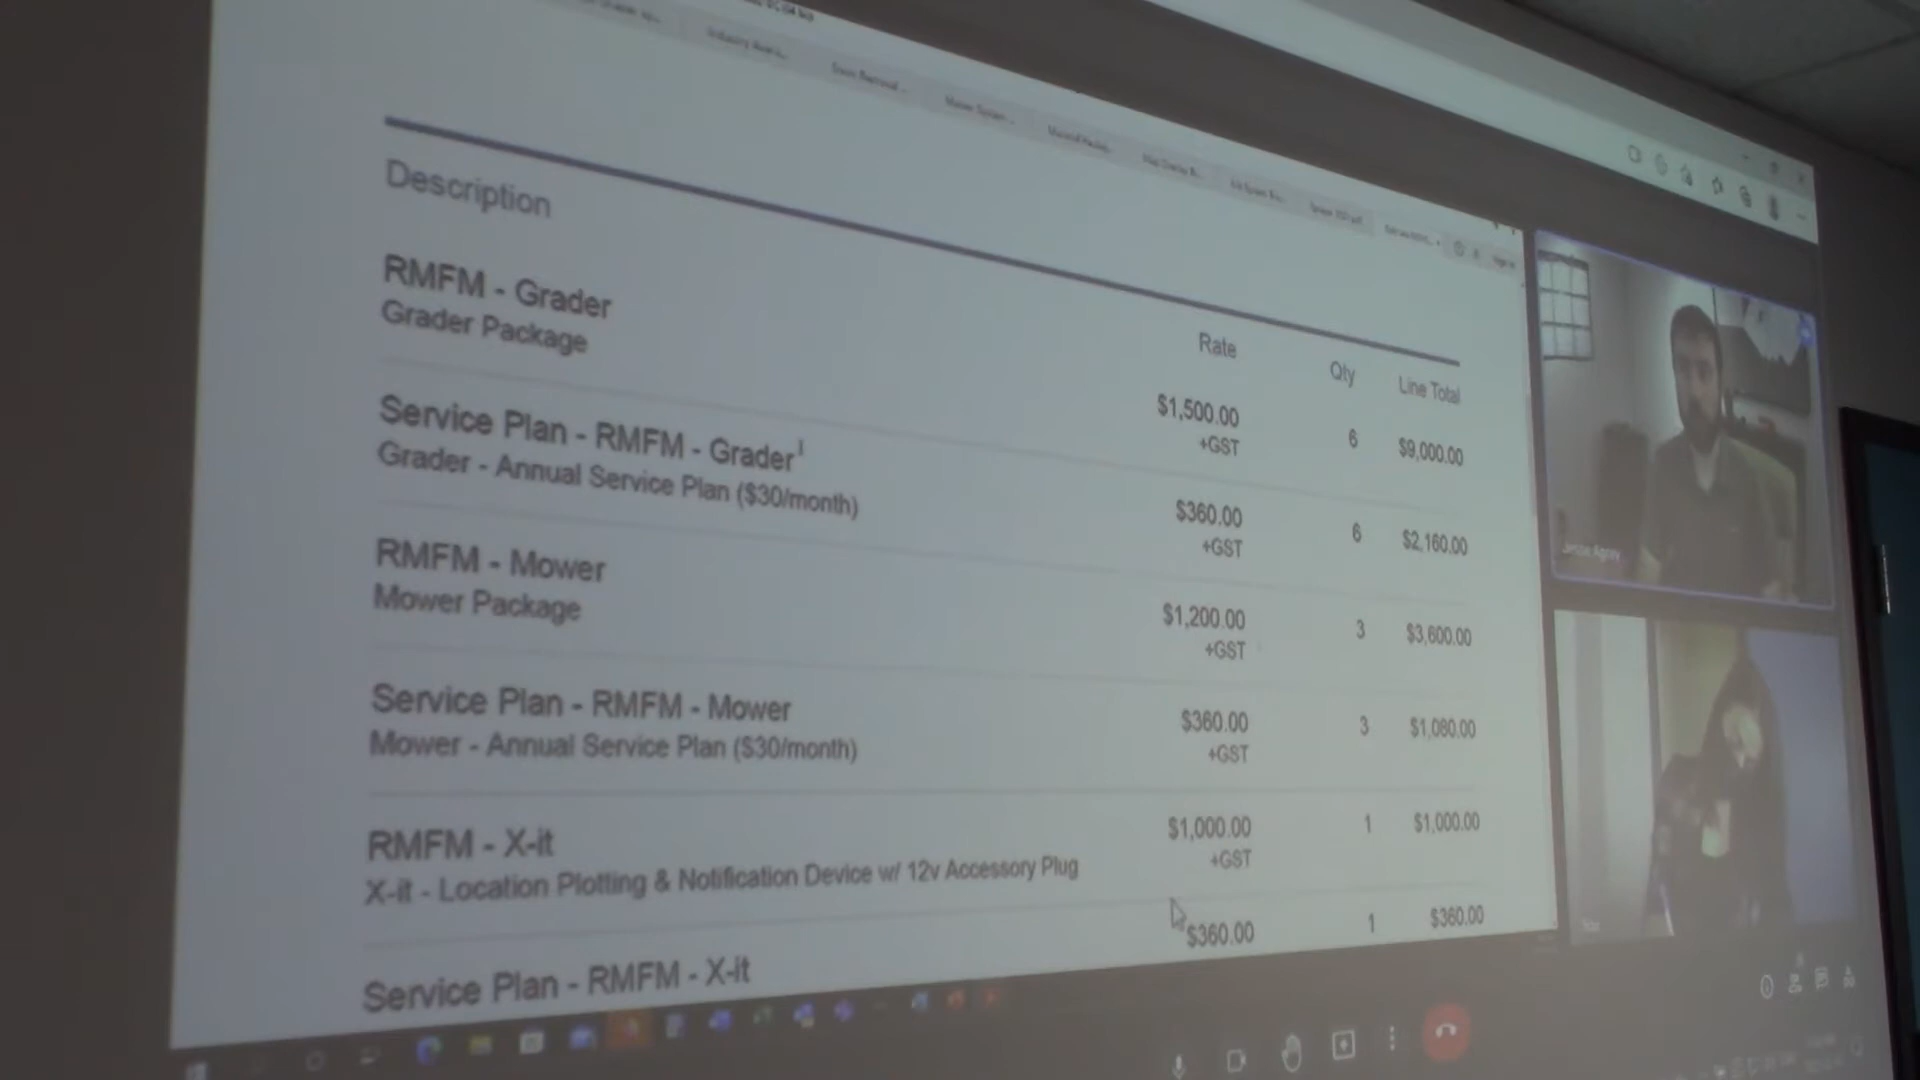 Description
Rate
Qty
Line Total
RMFM - Grader
Grader Package
$1,500.00
+GST
6
$9,000.00
Service Plan - RMFM - Grader
Grader - Annual Service Plan ($30/month)
$360.00
+GST
6
$2,160.00
RMFM - Mower
Mower Package
$1,200.00
+GST
3
$3,600.00
Service Plan - RMFM - Mower
Mower - Annual Service Plan ($30/month)
$360.00
+GST
3
$1,080.00
RMFM - X-it
X-it - Location Plotting & Notification Device w/ 12v Accessory Plug
$1,000.00
+GST
1
$1,000.00
Service Plan - RMFM - X-it
$360.00
1
$360.00